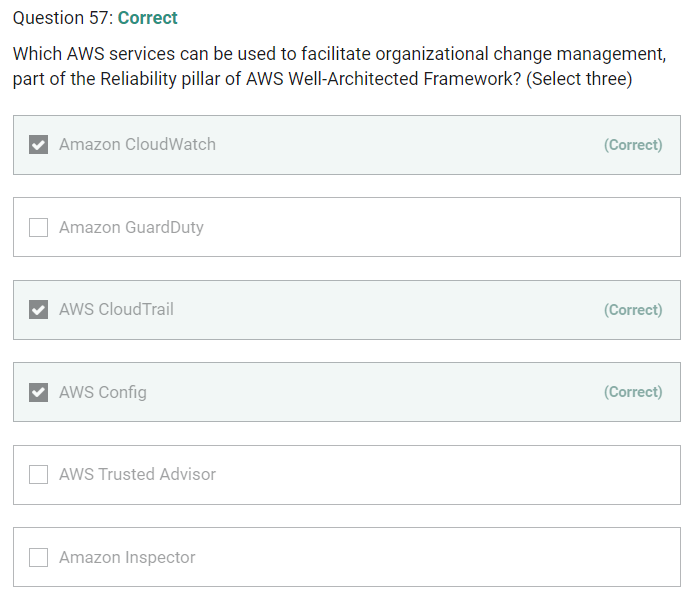 Question 57: Correct
Which AWS services can be used to facilitate organizational change management,
part of the Reliability pillar of AWS Well-Architected Framework? (Select three)
Amazon CloudWatch (Correct)
Amazon GuardDuty
AWS CloudTrail (Correct)
AWS Config (Correct)
AWS Trusted Advisor
Amazon Inspector